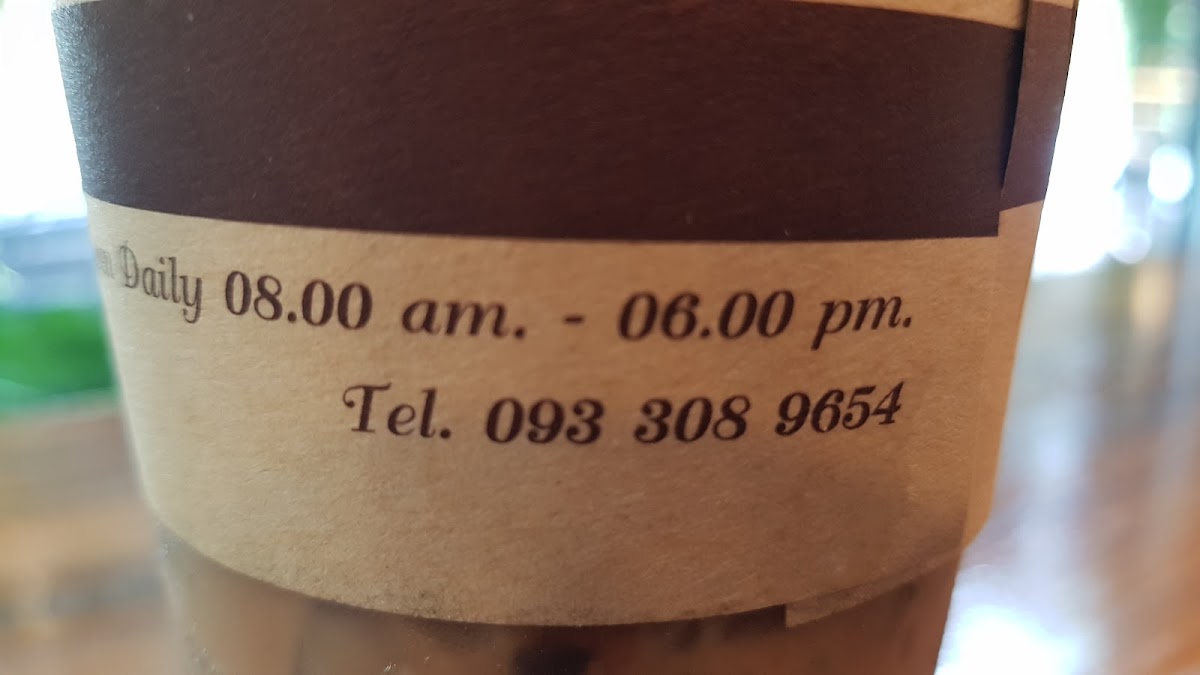 Daily 08.00 am. - 06.00 pm.
Tel. 093 308 9654